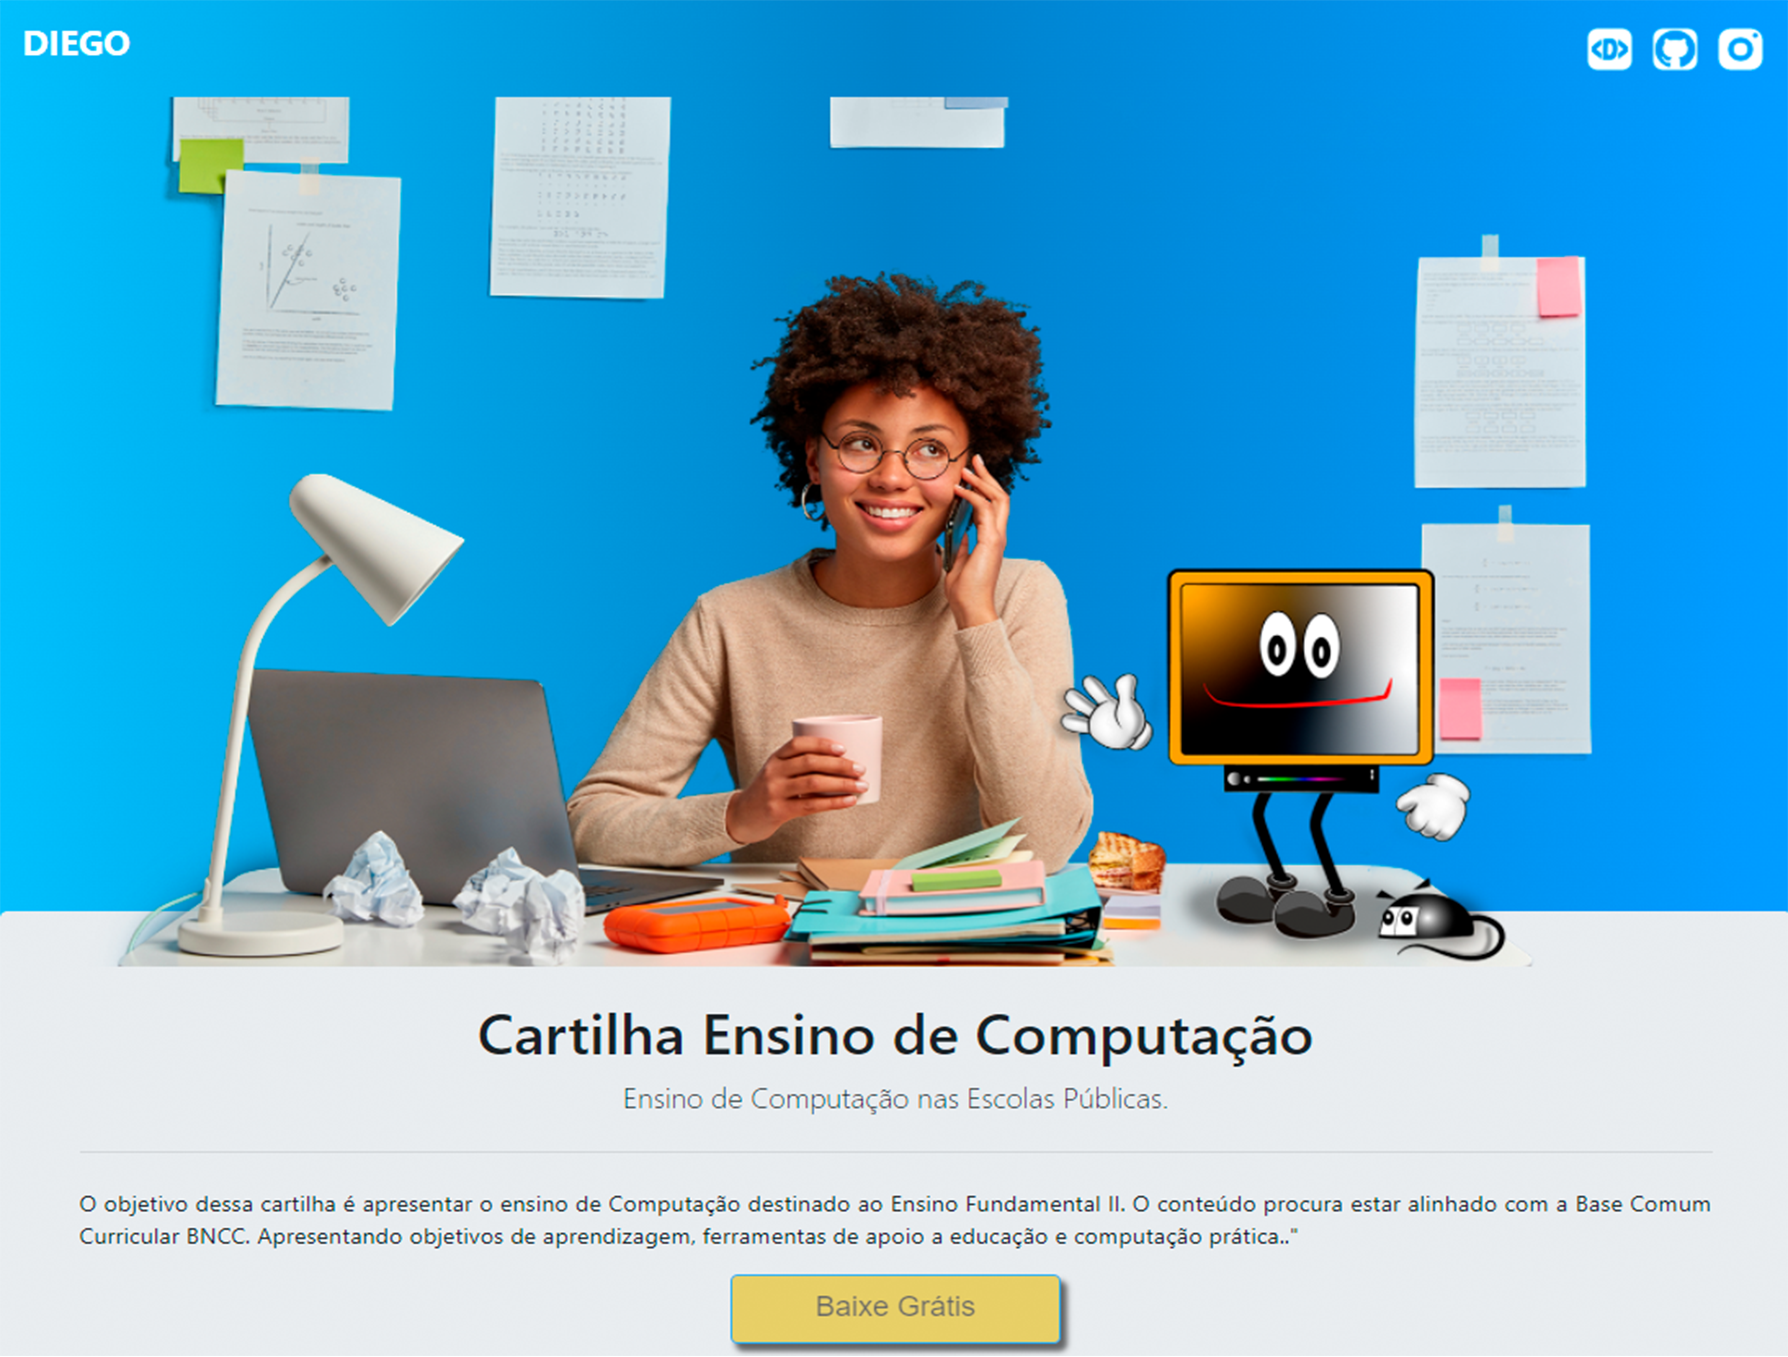 DIEGO
<D>
Cartilha Ensino de Computação
Ensino de Computação nas Escolas Públicas.
O objetivo dessa cartilha é apresentar o ensino de Computação destinado ao Ensino Fundamental II. O conteúdo procura estar alinhado com a Base Comum
Curricular BNCC. Apresentando objetivos de aprendizagem, ferramentas de apoio a educação e computação prática.."
Baixe Grátis